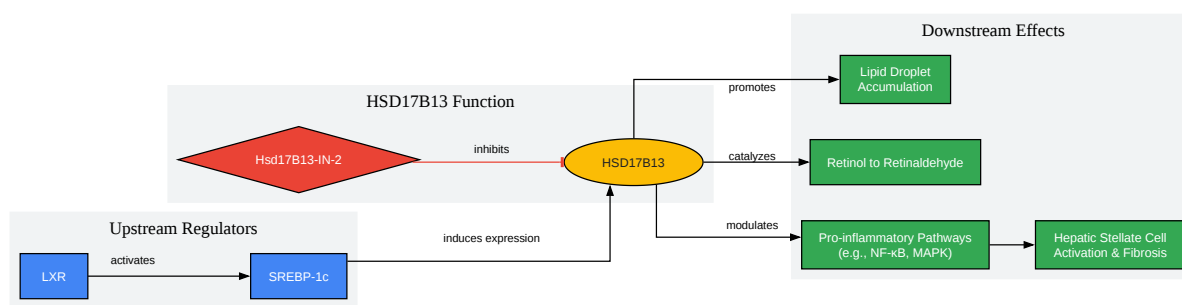 Downstream Effects
Lipid Droplet
Accumulation
promotes
HSD17B13 Function
Hsd17B13-IN-2
inhibits
HSD17B13
catalyzes
Retinol to Retinaldehyde
Upstream Regulators
LXR
activates
SREBP-1c
induces expression
modulates
Pro-inflammatory Pathways
(e.g., NF-κB, MAPK)
Hepatic Stellate Cell
Activation & Fibrosis